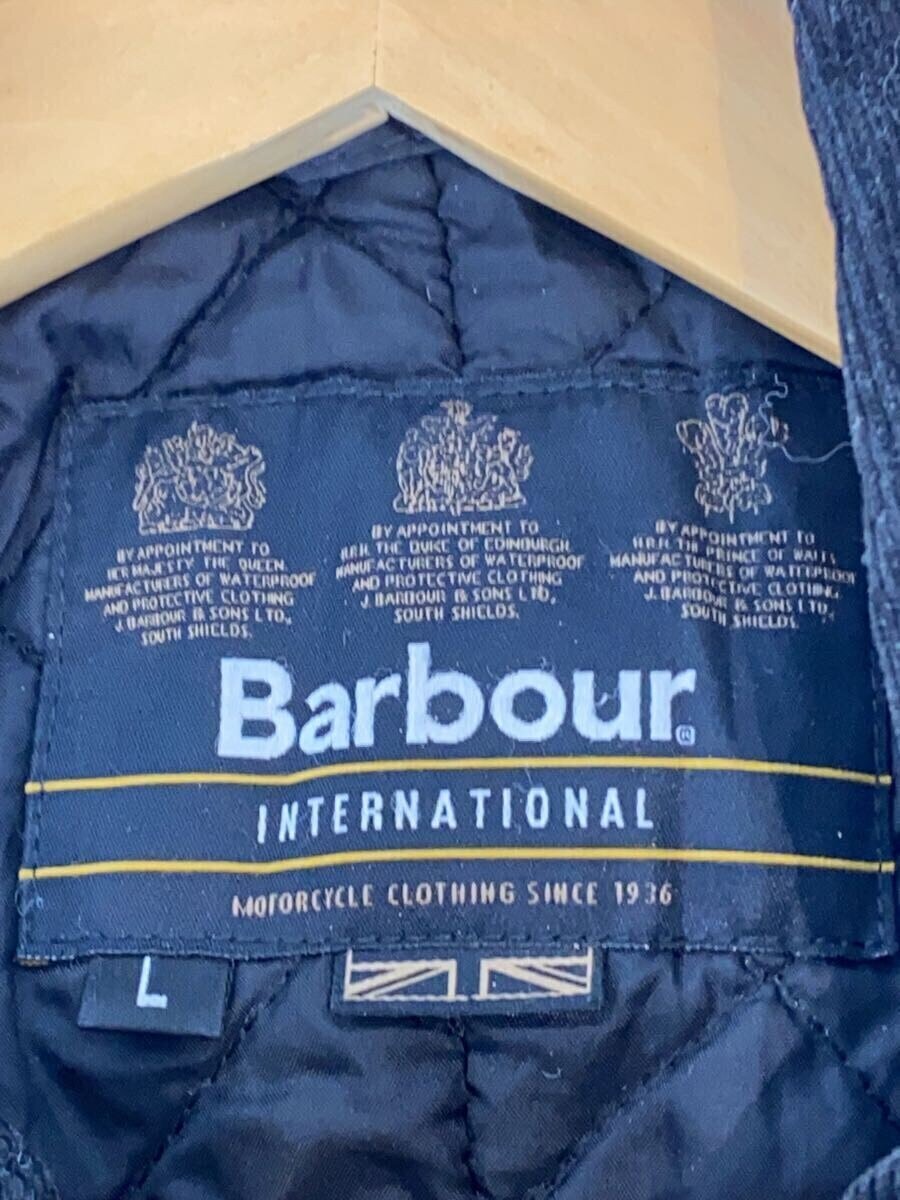 BY APPOINTMENT TO
HER MAJESTY THE QUEEN
MANUFACTURERS OF WATERPROOF
AND PROTECTIVE CLOTHING
J. BARBOUR & SONS LTD,
SOUTH SHIELDS.
BY APPOINTMENT TO
H.R.H. THE DUKE OF EDINBURGH
MANUFACTURERS OF WATERPROOF
AND PROTECTIVE CLOTHING
J. BARBOUR & SONS LTD,
SOUTH SHIELDS.
BY APPOINTMENT TO
H.R.H. THE PRINCE OF WALES
MANUFACTURERS OF WATERPROOF
AND PROTECTIVE CLOTHING
J. BARBOUR & SONS LTD,
SOUTH SHIELDS.
Barbour®
INTERNATIONAL
MOTORCYCLE CLOTHING SINCE 1936
L